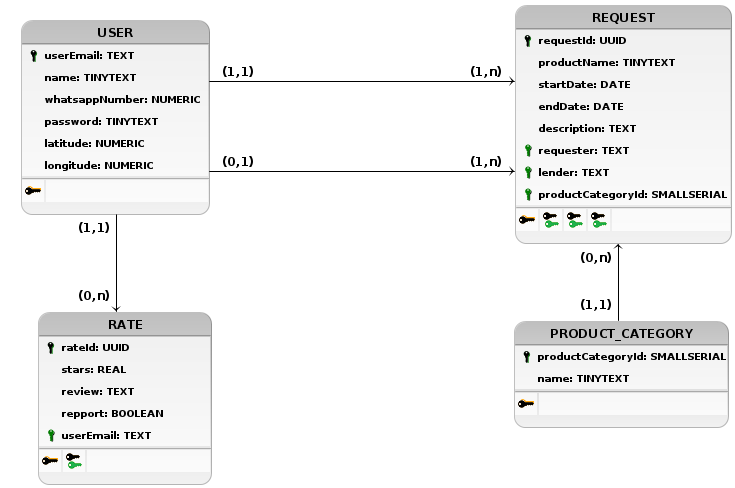 USER
userEmail: TEXT
name: TINYTEXT
whatsappNumber: NUMERIC
password: TINYTEXT
latitude: NUMERIC
longitude: NUMERIC
(1,1)
(1,n)
(0,1)
(1,n)
REQUEST
requestId: UUID
productName: TINYTEXT
startDate: DATE
endDate: DATE
description: TEXT
requester: TEXT
lender: TEXT
productCategoryId: SMALLSERIAL
(1,1)
(0,n)
RATE
rateId: UUID
stars: REAL
review: TEXT
repport: BOOLEAN
userEmail: TEXT
(0,n)
(1,1)
PRODUCT_CATEGORY
productCategoryId: SMALLSERIAL
name: TINYTEXT